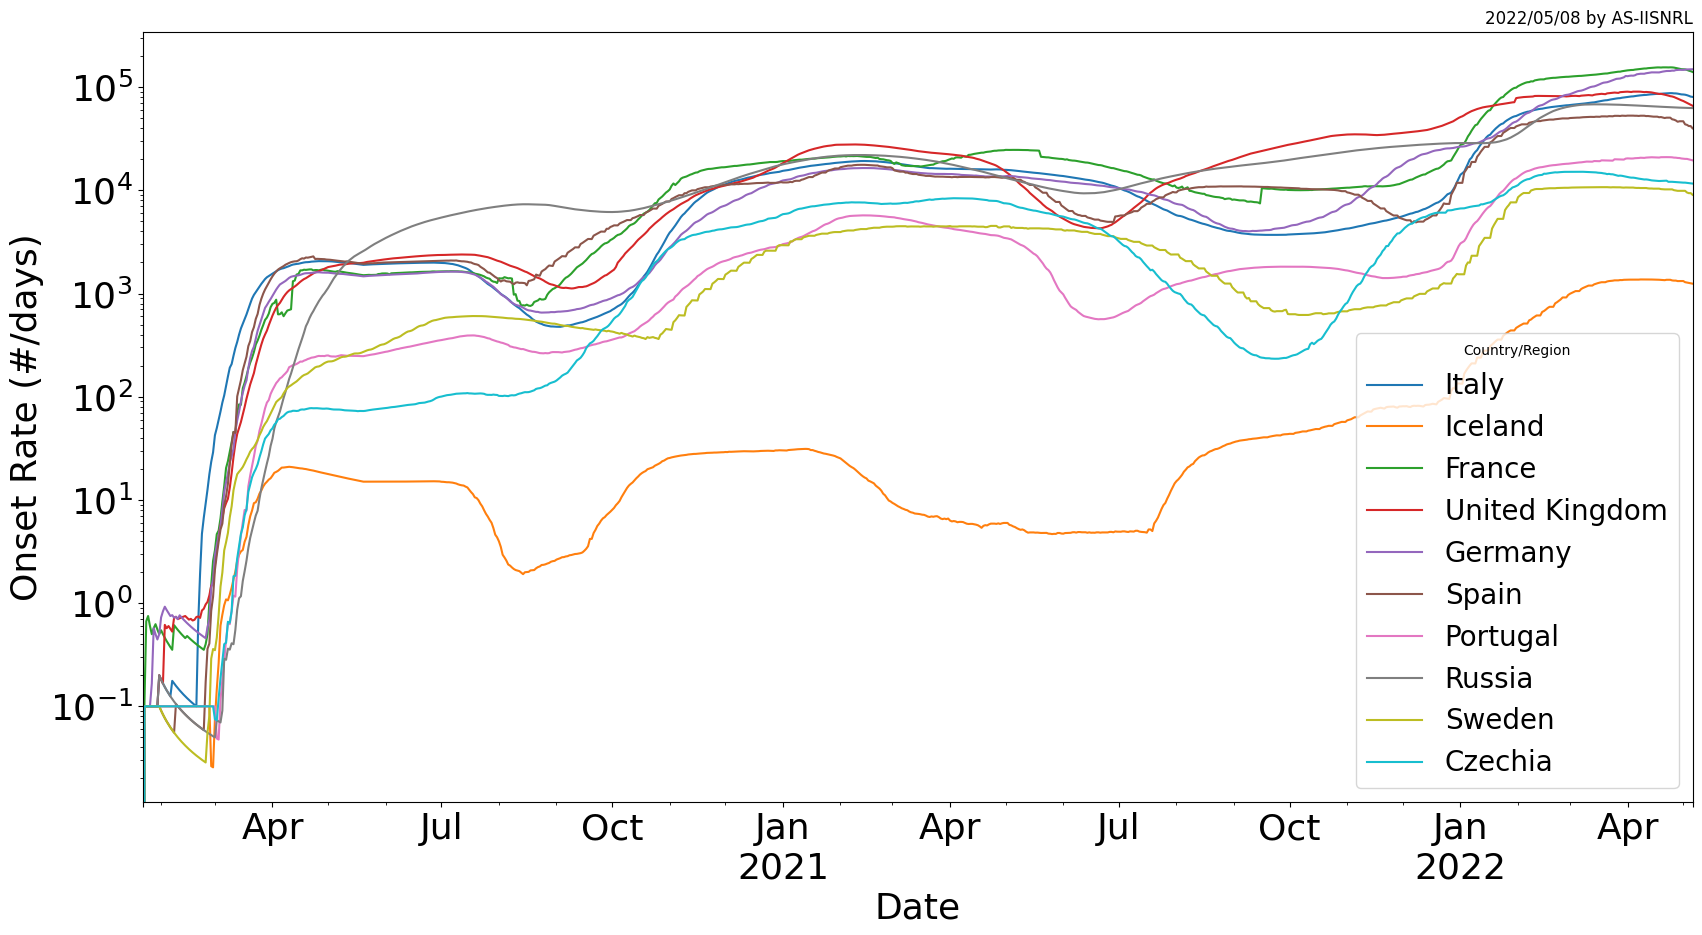 2022/05/08 by AS-IISNRL
Onset Rate (#/days)
10^5
10^4
10^3
10^2
10^1
10^0
10^−1
Country/Region
Italy
Iceland
France
United Kingdom
Germany
Spain
Portugal
Russia
Sweden
Czechia
Apr Jul Oct Jan Apr Jul Oct Jan Apr
2021 2022
Date